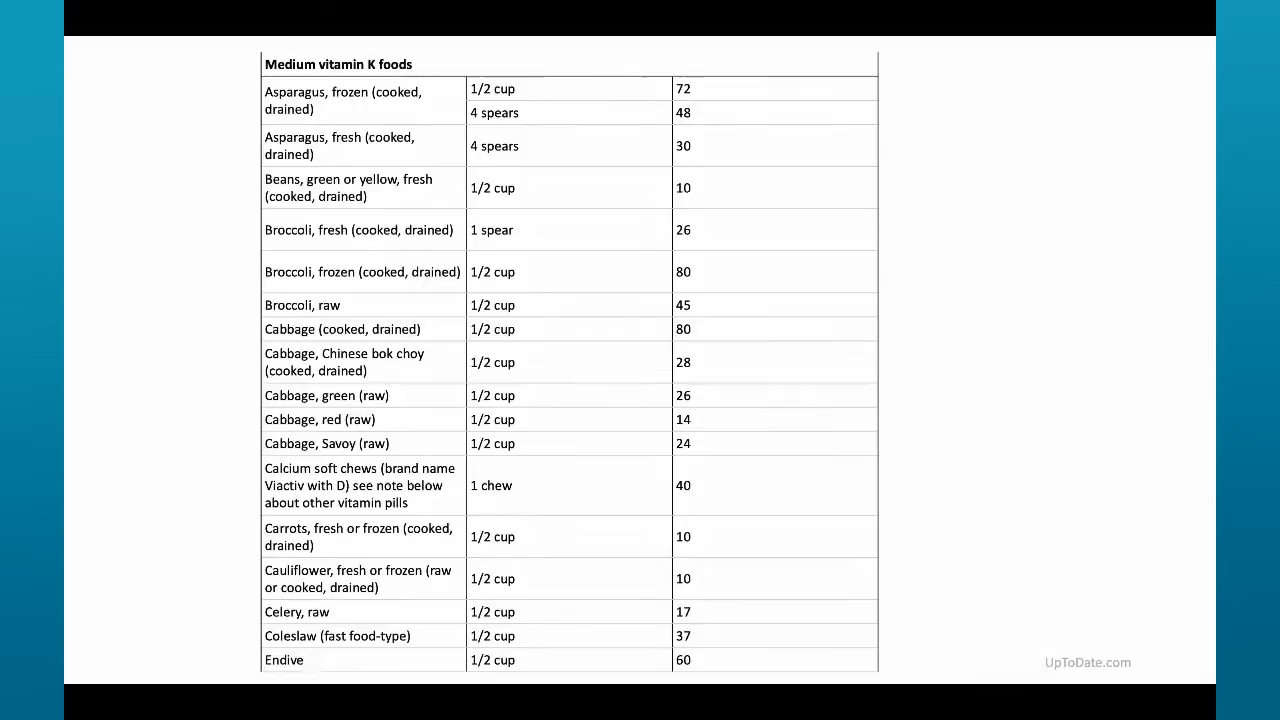 Medium vitamin K foods
Asparagus, frozen (cooked,
drained)
1/2 cup
72
4 spears
48
Asparagus, fresh (cooked,
drained)
4 spears
30
Beans, green or yellow, fresh
(cooked, drained)
1/2 cup
10
Broccoli, fresh (cooked, drained)
1 spear
26
Broccoli, frozen (cooked, drained)
1/2 cup
80
Broccoli, raw
1/2 cup
45
Cabbage (cooked, drained)
1/2 cup
80
Cabbage, Chinese bok choy
(cooked, drained)
1/2 cup
28
Cabbage, green (raw)
1/2 cup
26
Cabbage, red (raw)
1/2 cup
14
Cabbage, Savoy (raw)
1/2 cup
24
Calcium soft chews (brand name
Viactiv with D) see note below
about other vitamin pills
1 chew
40
Carrots, fresh or frozen (cooked,
drained)
1/2 cup
10
Cauliflower, fresh or frozen (raw
or cooked, drained)
1/2 cup
10
Celery, raw
1/2 cup
17
Coleslaw (fast food-type)
1/2 cup
37
Endive
1/2 cup
60
UpToDate.com